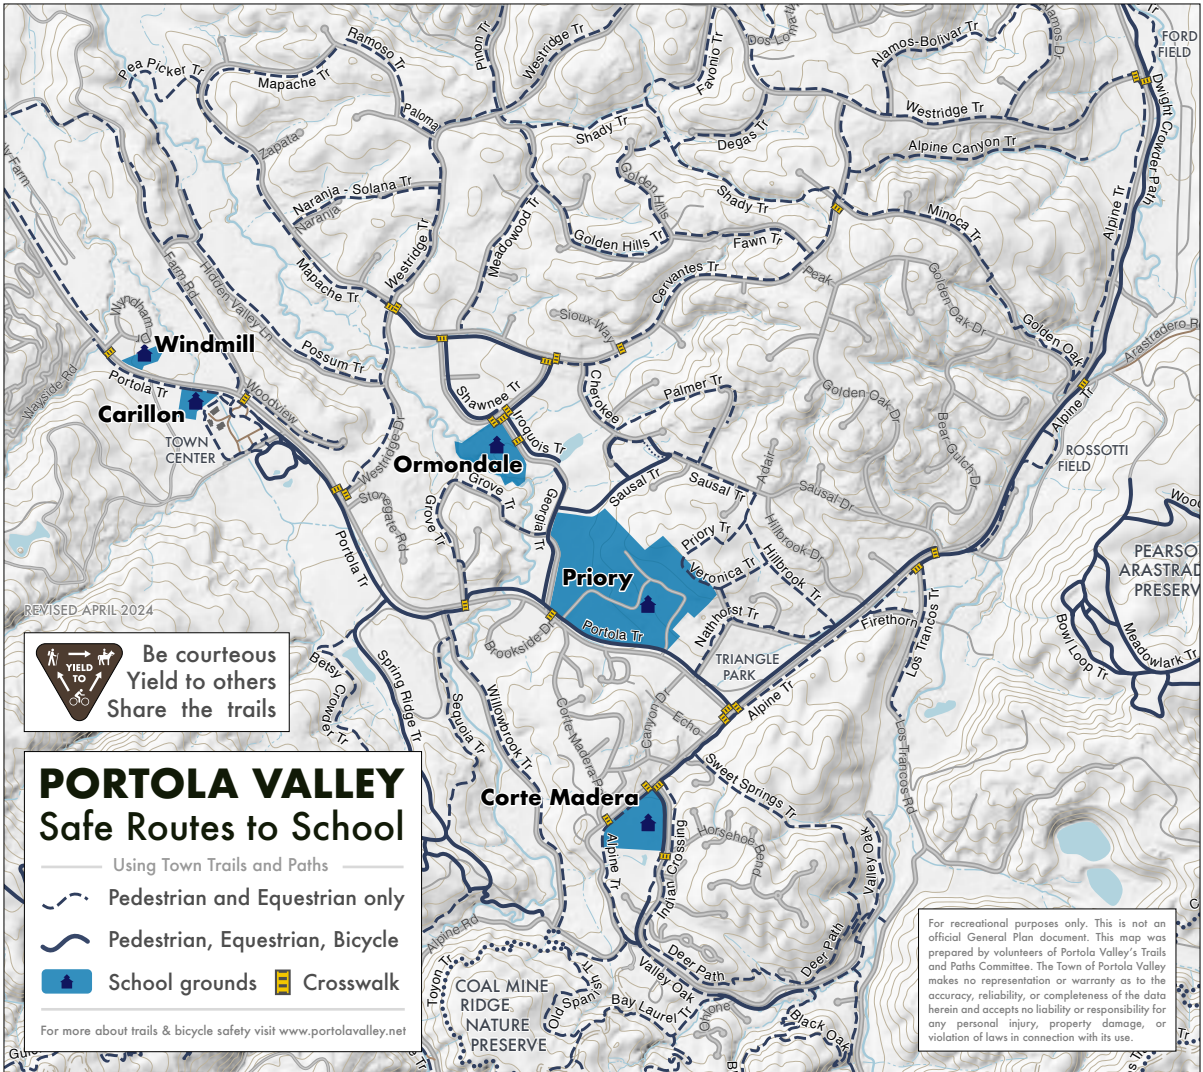 Ramoso Tr
Pinon Tr
Westridge Tr
Favonio Tr
Alamos-Bolivar Tr
FORD
FIELD
Pea Picker Tr
Mapache Tr
Paloma
Zapata
Shady Tr
Degas Tr
Westridge Tr
Alpine Canyon Tr
Dwight Crowder Path
Naranja - Solana Tr
Naranja
Golden Hills
Shady Tr
Minoca Tr
Alpine Tr
Golden Hills Tr
Fawn Tr
Meadowood Tr
Westridge Tr
Mapache Tr
Cervantes Tr
Peak
Golden Oak Dr
Farm Rd
Hidden Valley Ln
Wyndham
Sioux Way
Golden Oak
Arastradero R
Windmill
Possum Tr
Wayside Rd
Portola Tr
Carillon
Woodview
TOWN
CENTER
Shawnee Tr
Cherokee
Palmer Tr
Golden Oak Dr
Bear Gulch Dr
Alpine Tr
ROSSOTTI
FIELD
Iroquois Tr
Westridge Dr
Ormondale
Grove Tr
Grove Tr
Stonegate Rd
Georgia Tr
Sausal Tr
Sausal Tr
Adair
Sausal Dr
Hillbrook Dr
Portola Tr
Priory Tr
Veronica Tr
Hillbrook Tr
Priory
PEARSO
ARASTRAD
PRESERV
REVISED APRIL 2024
Nathhorst Tr
Portola Tr
Brookside Dr
Firethorn
Los Trancos Tr
Bowl Loop Tr
Meadowlark Tr
TRIANGLE
PARK
YIELD
TO
Be courteous
Yield to others
Share the trails
Betsy Crowder Tr
Spring Ridge Tr
Sequoia Tr
Willowbrook Tr
Corte Madera
Canyon Dr
Echo
Alpine Tr
Los Trancos Rd
Sweet Springs Tr
Corte Madera
PORTOLA VALLEY
Safe Routes to School
Using Town Trails and Paths
Pedestrian and Equestrian only
Pedestrian, Equestrian, Bicycle
School grounds
Crosswalk
For more about trails & bicycle safety visit www.portolavalley.net
Alpine Tr
Indian Crossing
Horseshoe Bend
Valley Oak
Alpine Rd
Toyon Tr
Deer Path
Deer Path
Valley Oak
COAL MINE
RIDGE
NATURE
PRESERVE
Old Spanish Tr
Bay Laurel Tr
Black Oak
For recreational purposes only. This is not an
official General Plan document. This map was
prepared by volunteers of Portola Valley's Trails
and Paths Committee. The Town of Portola Valley
makes no representation or warranty as to the
accuracy, reliability, or completeness of the data
herein and accepts no liability or responsibility for
any personal injury, property damage, or
violation of laws in connection with its use.